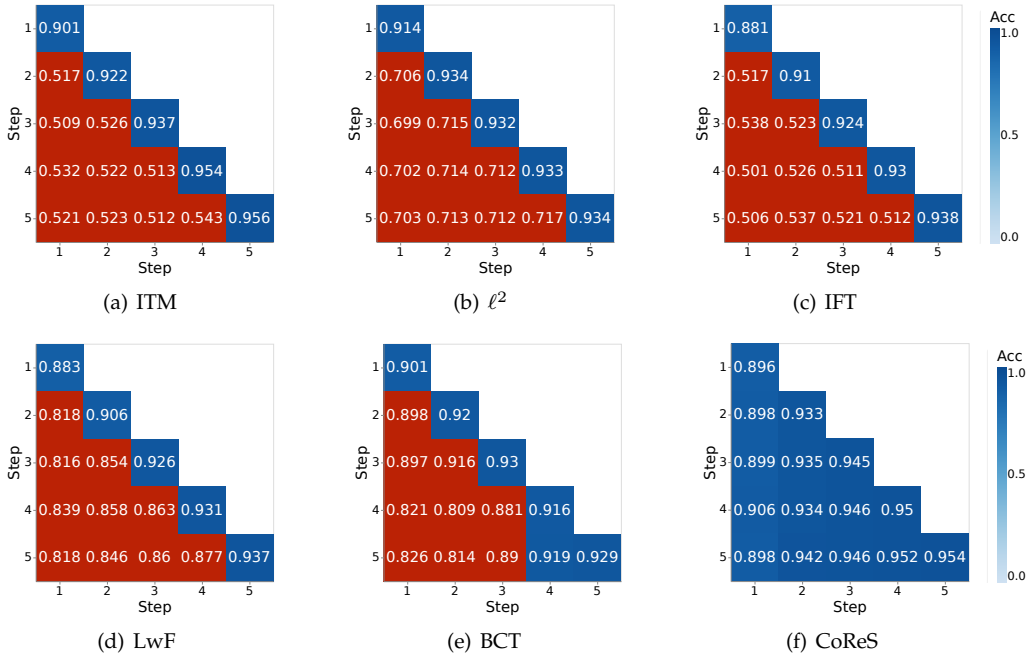 Acc
1 0.901 1 0.914 1 0.881 1.0
2 0.517 0.922 2 0.706 0.934 2 0.517 0.91
Step 3 0.509 0.526 0.937 Step 3 0.699 0.715 0.932 Step 3 0.538 0.523 0.924 0.5
4 0.532 0.522 0.513 0.954 4 0.702 0.714 0.712 0.933 4 0.501 0.526 0.511 0.93
5 0.521 0.523 0.512 0.543 0.956 5 0.703 0.713 0.712 0.717 0.934 5 0.506 0.537 0.521 0.512 0.938 0.0
1 2 3 4 5 1 2 3 4 5 1 2 3 4 5
Step Step Step
(a) ITM (b) ℓ² (c) IFT
Acc
1 0.883 1 0.901 1 0.896 1.0
2 0.818 0.906 2 0.898 0.92 2 0.898 0.933
Step 3 0.816 0.854 0.926 Step 3 0.897 0.916 0.93 Step 3 0.899 0.935 0.945 0.5
4 0.839 0.858 0.863 0.931 4 0.821 0.809 0.881 0.916 4 0.906 0.934 0.946 0.95
5 0.818 0.846 0.86 0.877 0.937 5 0.826 0.814 0.89 0.919 0.929 5 0.898 0.942 0.946 0.952 0.954 0.0
1 2 3 4 5 1 2 3 4 5 1 2 3 4 5
Step Step Step
(d) LwF (e) BCT (f) CoReS